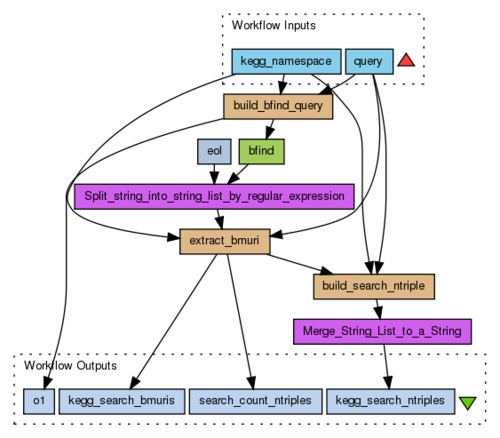 Workflow Inputs
kegg_namespace
query
build_bfind_query
eol
bfind
Split_string_into_string_list_by_regular_expression
extract_bmuri
build_search_ntriple
Merge_String_List_to_a_String
Workflow Outputs
o1
kegg_search_bmuris
search_count_ntriples
kegg_search_ntriples